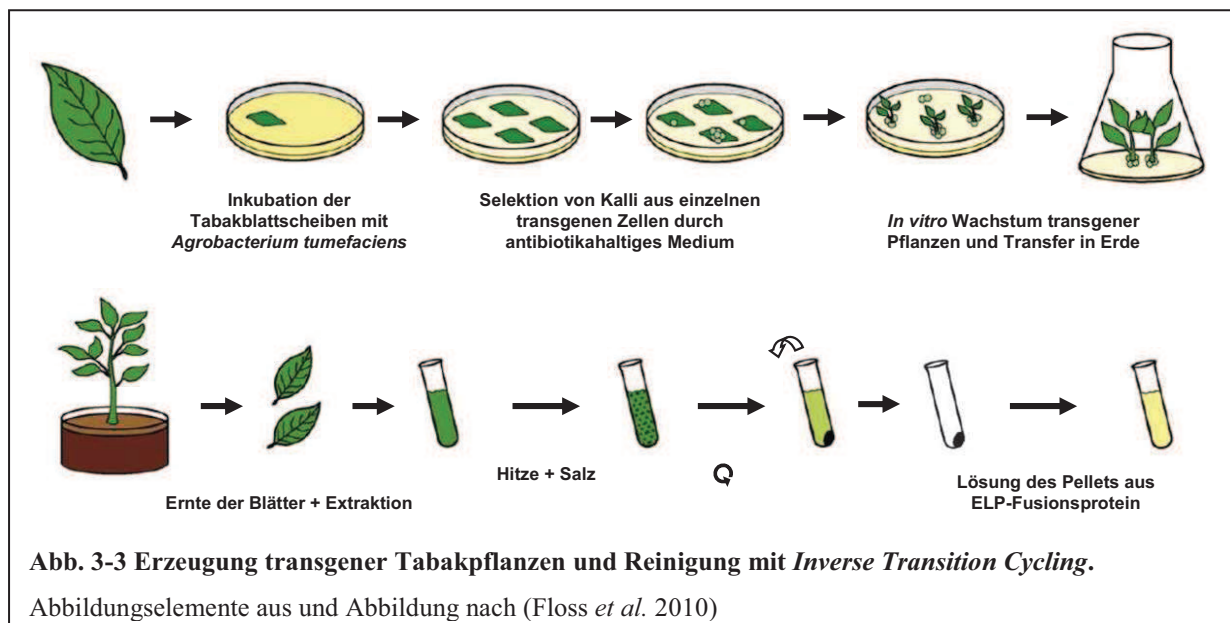 Inkubation der
Tabakblattscheiben mit
Agrobacterium tumefaciens
Selektion von Kalli aus einzelnen
transgenen Zellen durch
antibiotikahaltiges Medium
In vitro Wachstum transgener
Pflanzen und Transfer in Erde
Ernte der Blätter + Extraktion
Hitze + Salz
Lösung des Pellets aus
ELP-Fusionsprotein
Abb. 3-3 Erzeugung transgener Tabakpflanzen und Reinigung mit Inverse Transition Cycling.
Abbildungselemente aus und Abbildung nach (Floss et al. 2010)